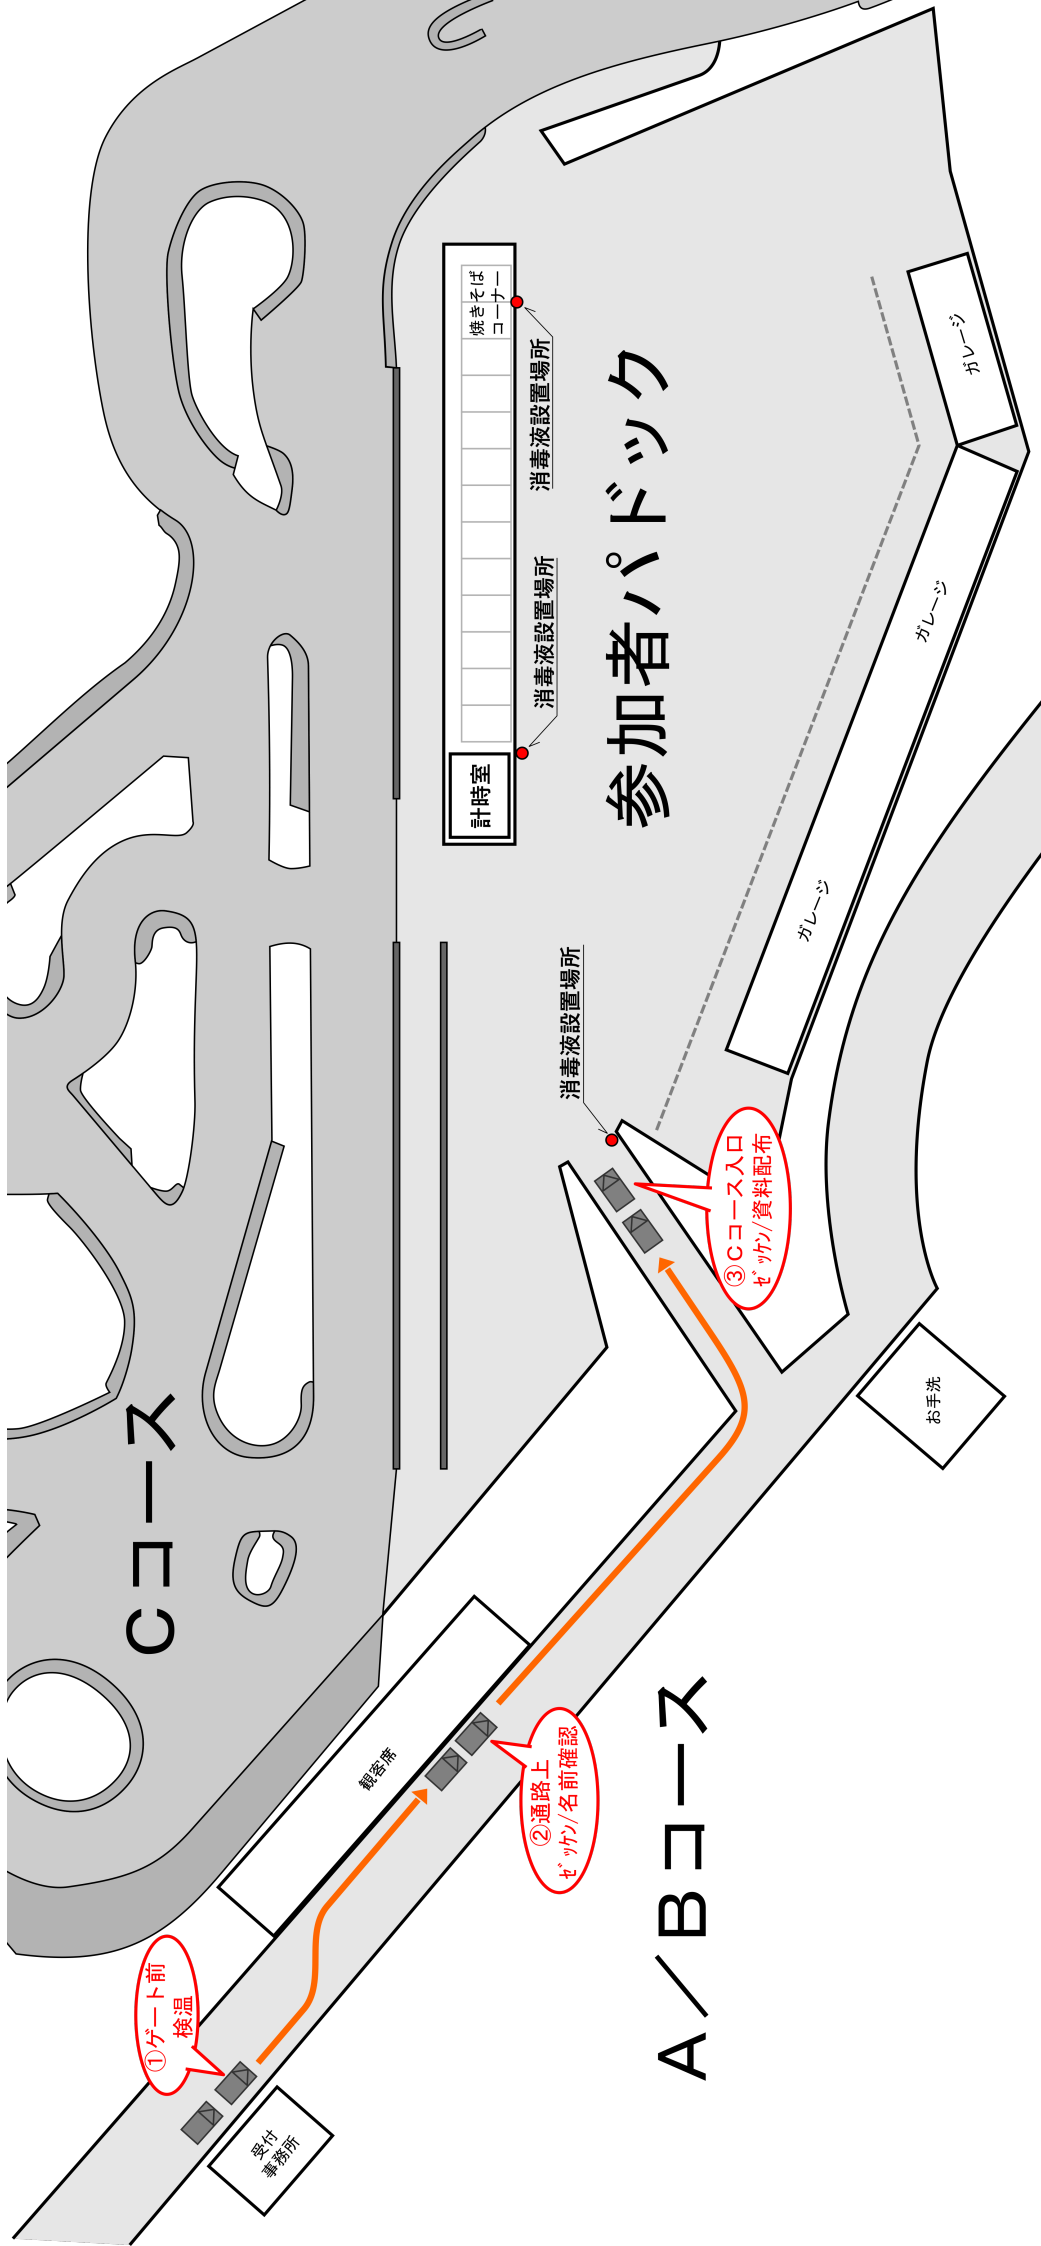 Cコース
焼きそば
コーナー
消毒液設置場所
消毒液設置場所
計時室
参加者パドック
ガレージ
ガレージ
ガレージ
消毒液設置場所
③Cコース入口
ｾﾞｯｹﾝ/資料配布
お手洗
観客席
②通路上
ｾﾞｯｹﾝ/名前確認
A／Bコース
①ゲート前
検温
受付
事務所